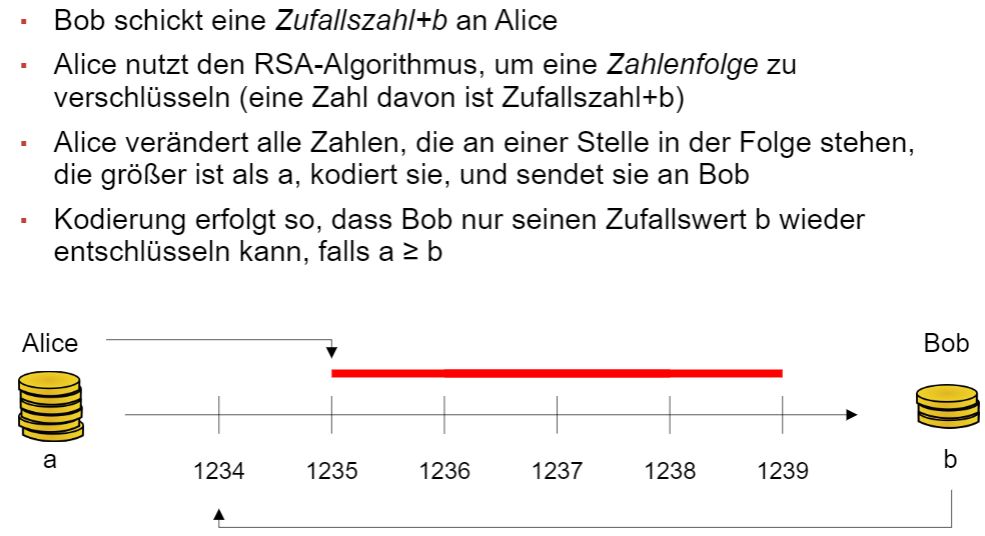 Bob schickt eine Zufallszahl+b an Alice
Alice nutzt den RSA-Algorithmus, um eine Zahlenfolge zu
verschlüsseln (eine Zahl davon ist Zufallszahl+b)
Alice verändert alle Zahlen, die an einer Stelle in der Folge stehen,
die größer ist als a, kodiert sie, und sendet sie an Bob
Kodierung erfolgt so, dass Bob nur seinen Zufallswert b wieder
entschlüsseln kann, falls a ≥ b
Alice
Bob
a
b
1234 1235 1236 1237 1238 1239